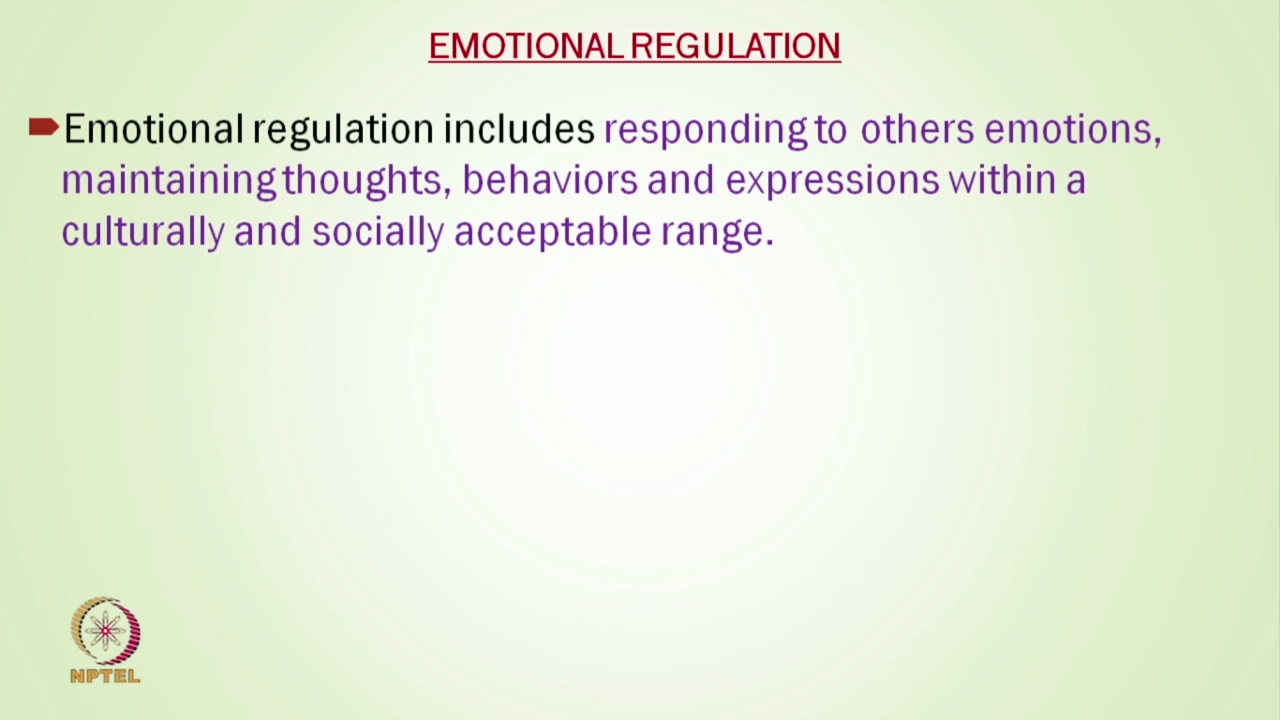 EMOTIONAL REGULATION
Emotional regulation includes responding to others emotions,
maintaining thoughts, behaviors and expressions within a
culturally and socially acceptable range.
NPTEL